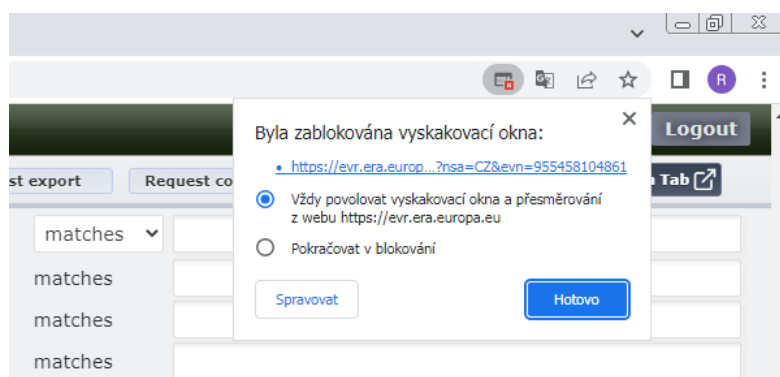 R
Byla zablokována vyskakovací okna:
Logout
https://evr.era.europ...?nsa=CZ&evn=955458104861
st export
Request co
Tab
Vždy povolovat vyskakovací okna a přesměrování
z webu https://evr.era.europa.eu
matches
Pokračovat v blokování
matches
Spravovat
Hotovo
matches
matches